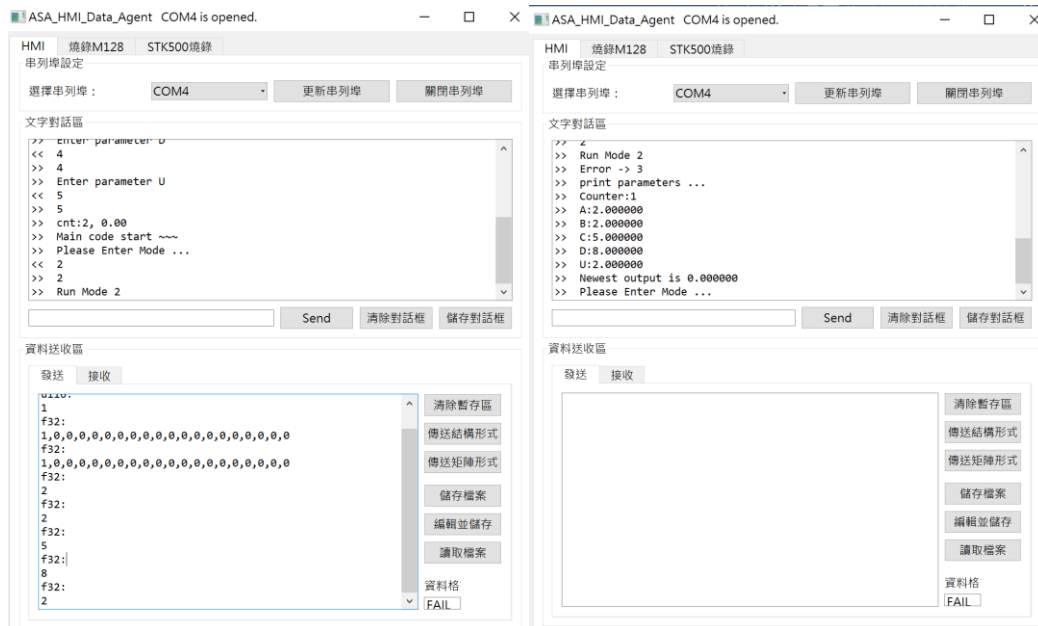 ASA_HMI_Data_Agent COM4 is opened.
HMI 燒錄M128 STK500燒錄
串列埠設定
選擇串列埠：
COM4
更新串列埠
關閉串列埠
文字對話區
>> Enter parameter D
<< 4
>> 4
>> Enter parameter U
<< 5
>> 5
>> cnt:2, 0.00
>> Main code start ~~~
>> Please Enter Mode ...
<< 2
>> 2
>> Run Mode 2
Send
清除對話框
儲存對話框
資料送收區
發送 接收
ui16:
1
f32:
1,0,0,0,0,0,0,0,0,0,0,0,0,0,0,0,0,0,0,0
f32:
1,0,0,0,0,0,0,0,0,0,0,0,0,0,0,0,0,0,0,0
f32:
2
f32:
2
f32:
5
f32:
8
f32:
2
清除暫存區
傳送結構形式
傳送矩陣形式
儲存檔案
編輯並儲存
讀取檔案
資料格
FAIL
ASA_HMI_Data_Agent COM4 is opened.
HMI 燒錄M128 STK500燒錄
串列埠設定
選擇串列埠：
COM4
更新串列埠
關閉串列埠
文字對話區
>> 2
>> Run Mode 2
>> Error -> 3
>> print parameters ...
>> Counter:1
>> A:2.000000
>> B:2.000000
>> C:5.000000
>> D:8.000000
>> U:2.000000
>> Newest output is 0.000000
>> Please Enter Mode ...
Send
清除對話框
儲存對話框
資料送收區
發送 接收
清除暫存區
傳送結構形式
傳送矩陣形式
儲存檔案
編輯並儲存
讀取檔案
資料格
FAIL